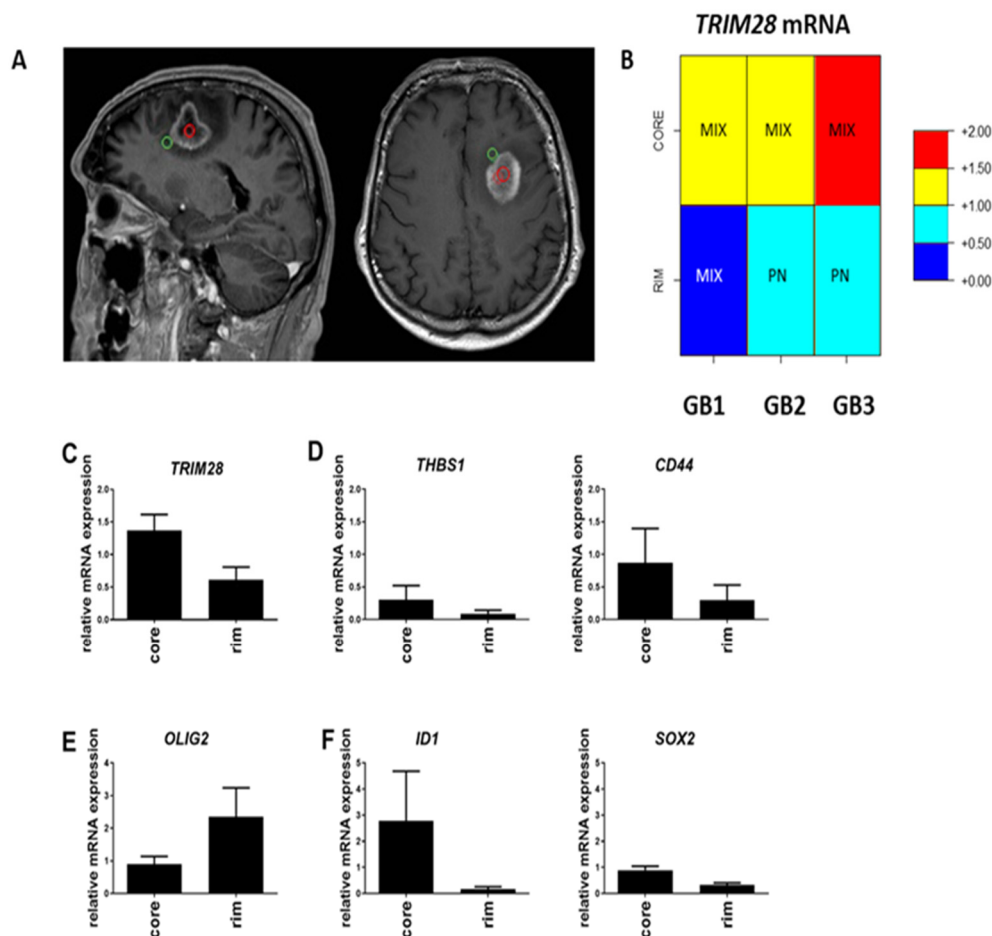 A
TRIM28 mRNA
B
CORE
MIX
MIX
MIX
RIM
MIX
PN
PN
GB1
GB2
GB3
+2.00
+1.50
+1.00
+0.50
+0.00
C
TRIM28
relative mRNA expression
2.0
1.5
1.0
0.5
0.0
core
rim
D
THBS1
relative mRNA expression
2.0
1.5
1.0
0.5
0.0
core
rim
CD44
relative mRNA expression
2.0
1.5
1.0
0.5
0.0
core
rim
E
OLIG2
relative mRNA expression
4
3
2
1
0
core
rim
F
ID1
relative mRNA expression
5
4
3
2
1
0
core
rim
SOX2
relative mRNA expression
5
4
3
2
1
0
core
rim